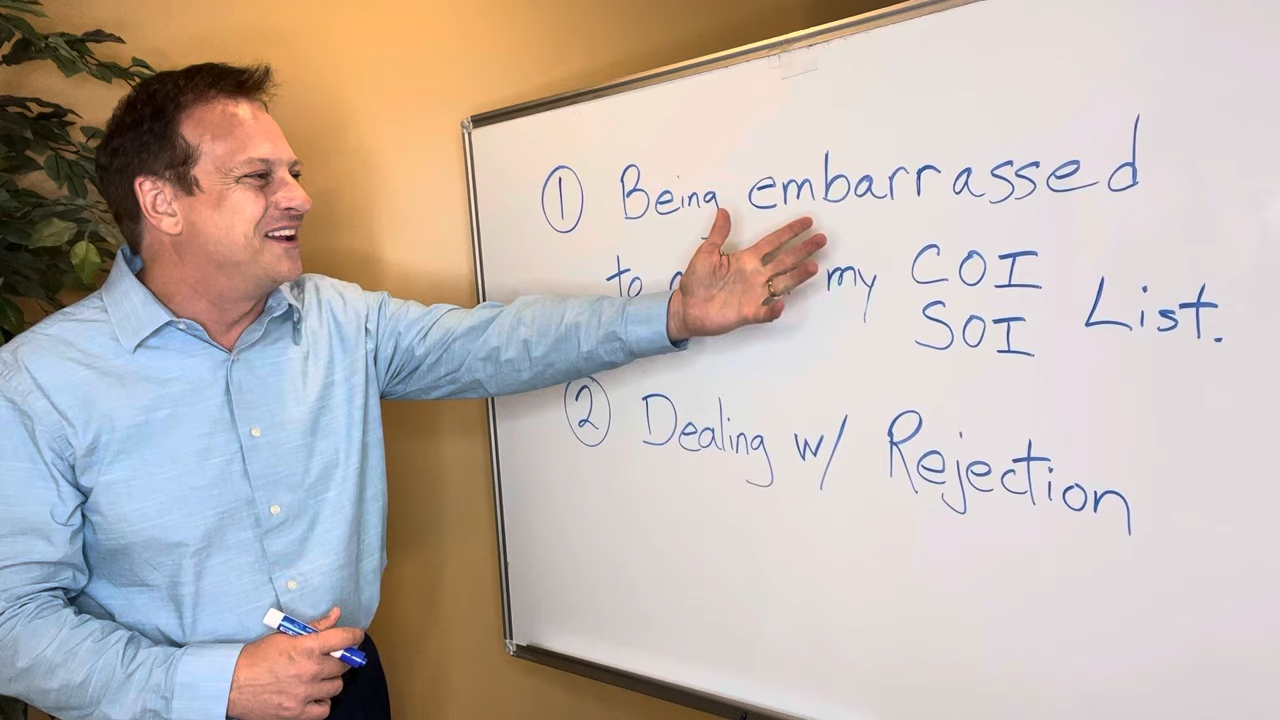 ① Being embarrassed
to my COI
SOI List.
② Dealing w/ Rejection